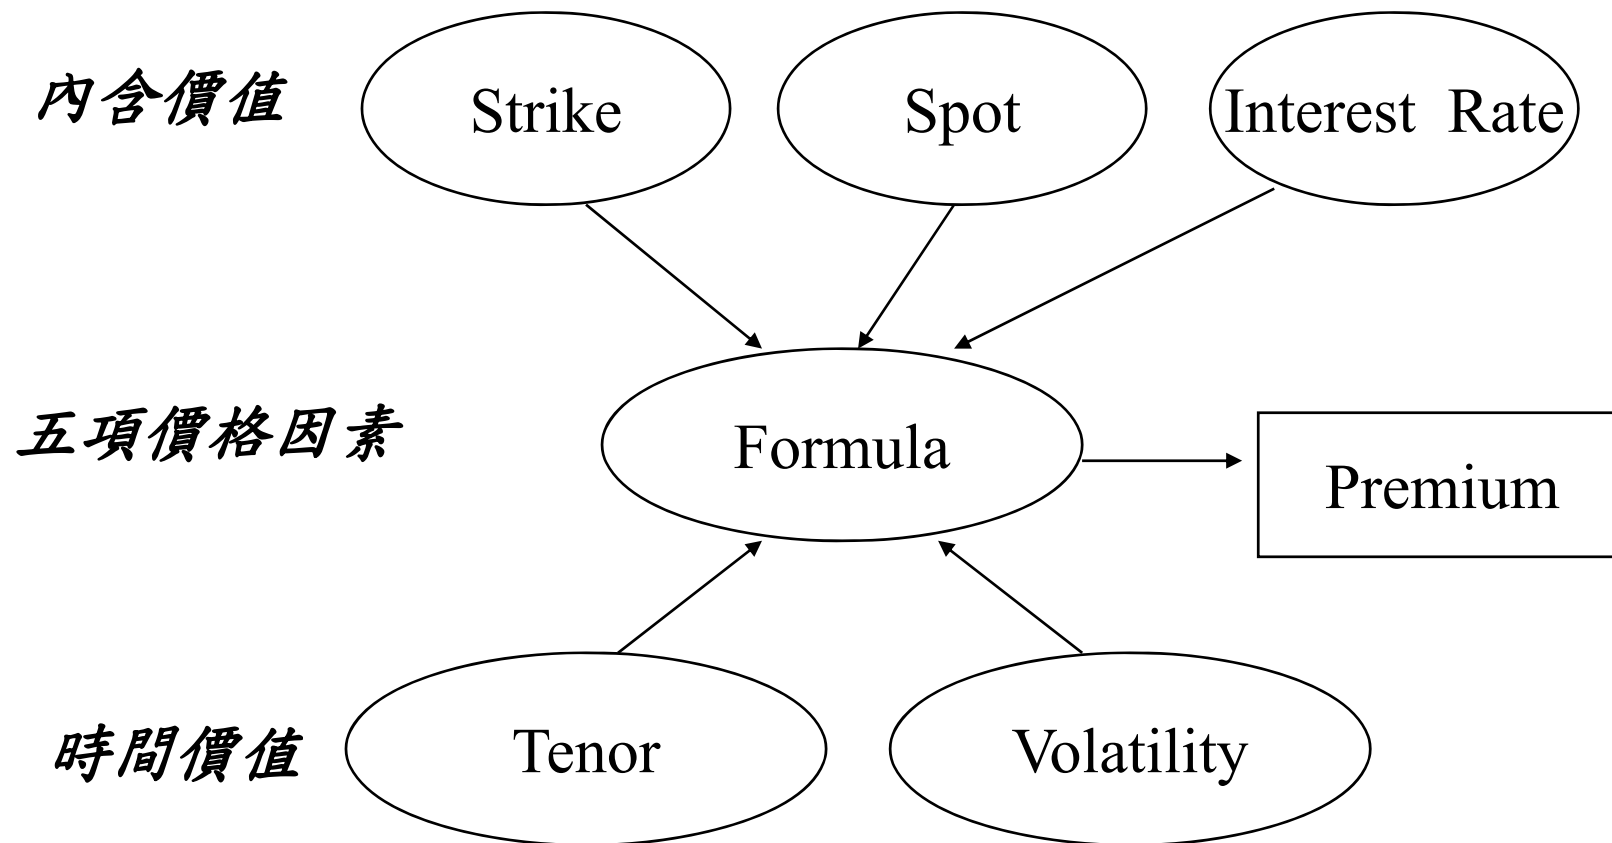 內含價值
Strike
Spot
Interest Rate
五項價格因素
Formula
Premium
時間價值
Tenor
Volatility